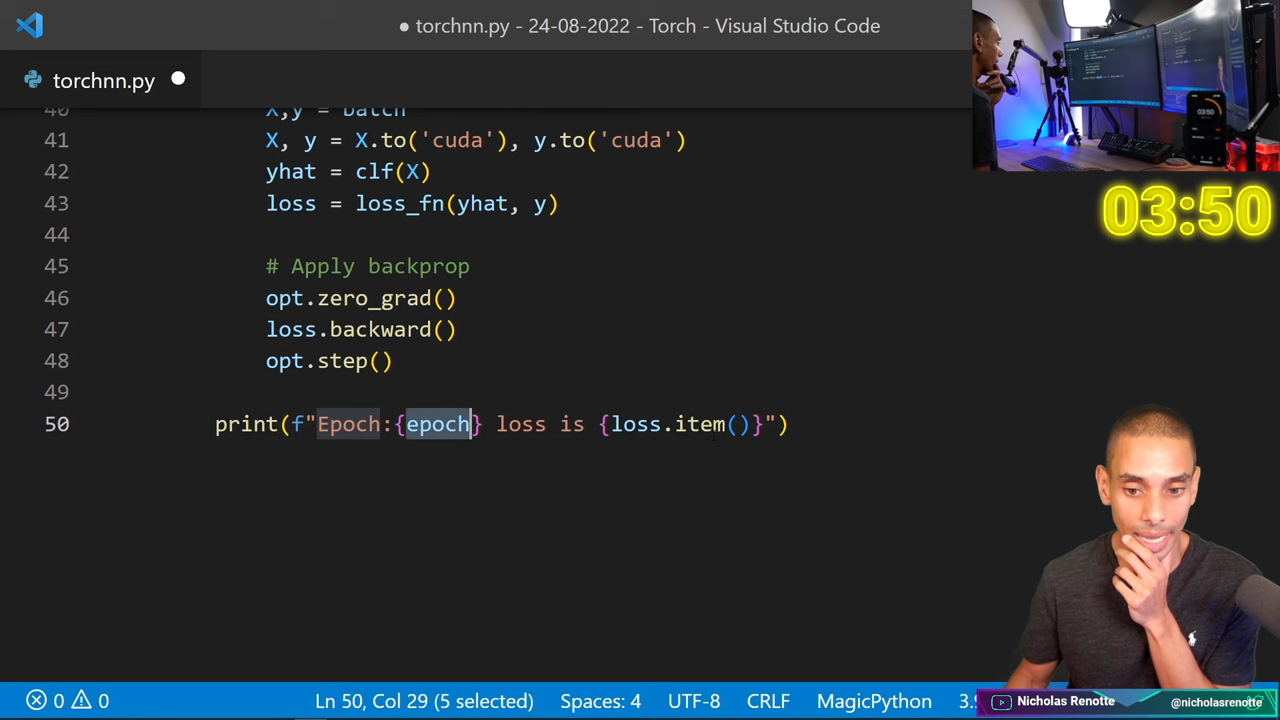 torchnn.py - 24-08-2022 - Torch - Visual Studio Code
torchnn.py
03:50
40 X,y = batch
41 X, y = X.to('cuda'), y.to('cuda')
42 yhat = clf(X)
43 loss = loss_fn(yhat, y)
44
45 # Apply backprop
46 opt.zero_grad()
47 loss.backward()
48 opt.step()
49
50 print(f"Epoch:{epoch} loss is {loss.item()}")
0 0 Ln 50, Col 29 (5 selected) Spaces: 4 UTF-8 CRLF MagicPython
Nicholas Renotte @nicholasrenotte